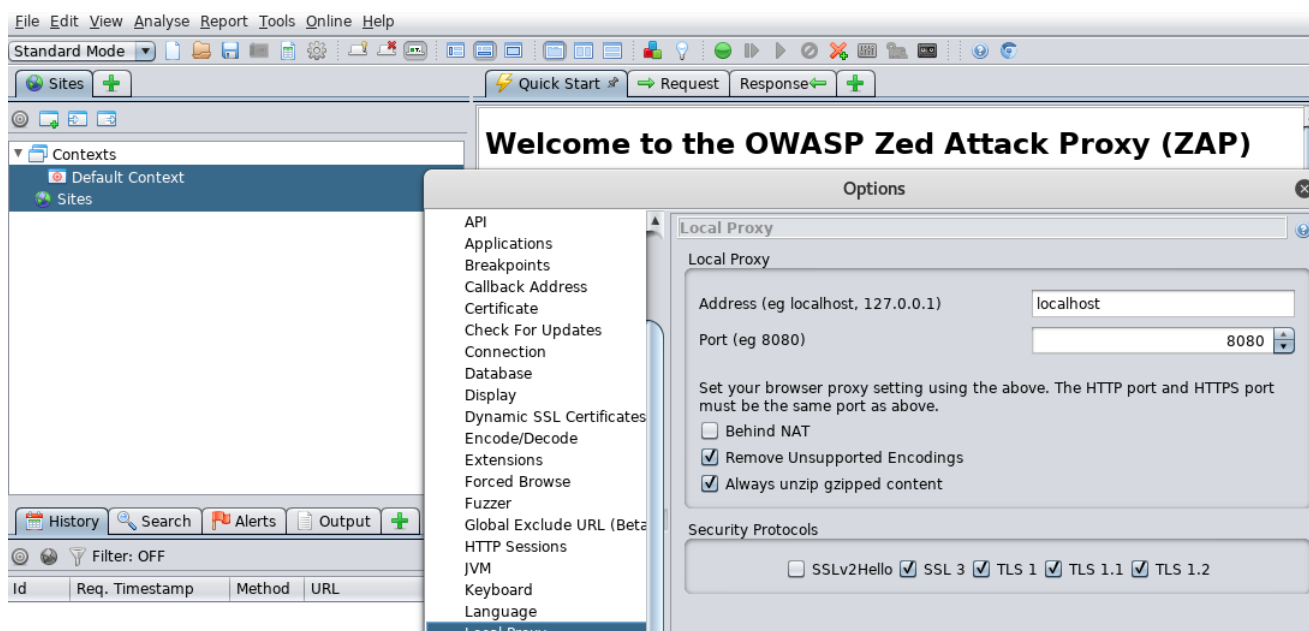 File Edit View Analyse Report Tools Online Help
Standard Mode
Sites
Quick Start Request Response
Welcome to the OWASP Zed Attack Proxy (ZAP)
Contexts
Default Context
Sites
Options
API
Applications
Breakpoints
Callback Address
Certificate
Check For Updates
Connection
Database
Display
Dynamic SSL Certificates
Encode/Decode
Extensions
Forced Browse
Fuzzer
Global Exclude URL (Beta
HTTP Sessions
JVM
Keyboard
Language
Local Proxy
Local Proxy
Local Proxy
Address (eg localhost, 127.0.0.1) localhost
Port (eg 8080) 8080
Set your browser proxy setting using the above. The HTTP port and HTTPS port
must be the same port as above.
Behind NAT
Remove Unsupported Encodings
Always unzip gzipped content
Security Protocols
SSLv2Hello SSL 3 TLS 1 TLS 1.1 TLS 1.2
History Search Alerts Output
Filter: OFF
Id Req. Timestamp Method URL